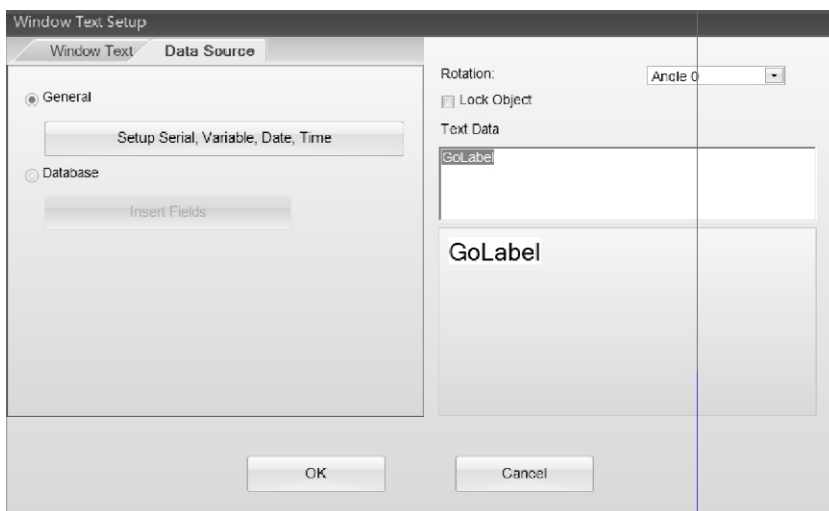 Window Text Setup
Window Text
Data Source
General
Setup Serial, Variable, Date, Time
Database
Insert Fields
Rotation:
Angle 0
Lock Object
Text Data
GoLabel
GoLabel
OK
Cancel